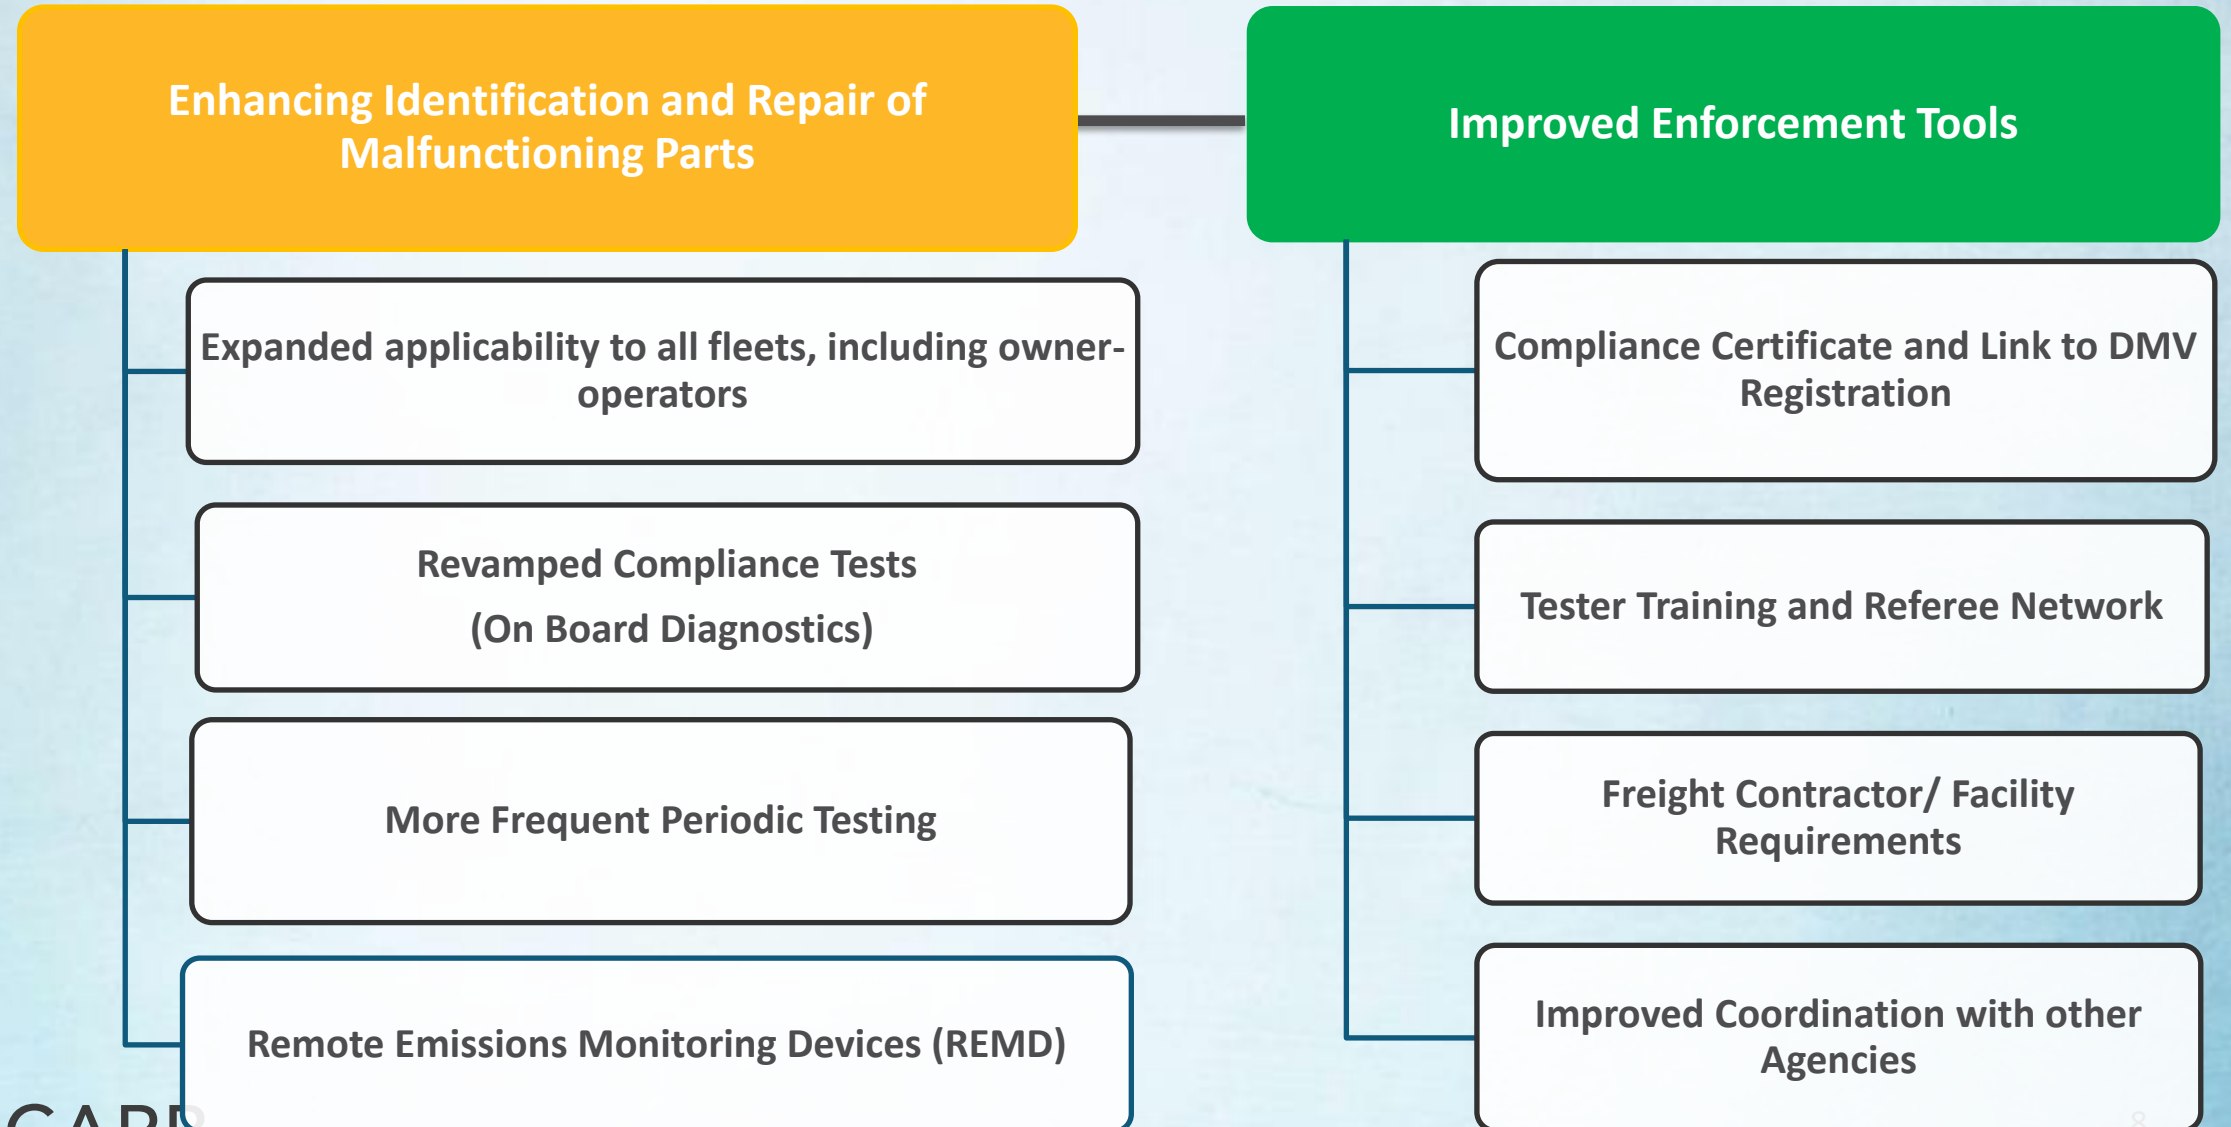 Enhancing Identification and Repair of
Malfunctioning Parts
Expanded applicability to all fleets, including owner-
operators
Revamped Compliance Tests
(On Board Diagnostics)
More Frequent Periodic Testing
Remote Emissions Monitoring Devices (REMD)
Improved Enforcement Tools
Compliance Certificate and Link to DMV
Registration
Tester Training and Referee Network
Freight Contractor/ Facility
Requirements
Improved Coordination with other
Agencies
8